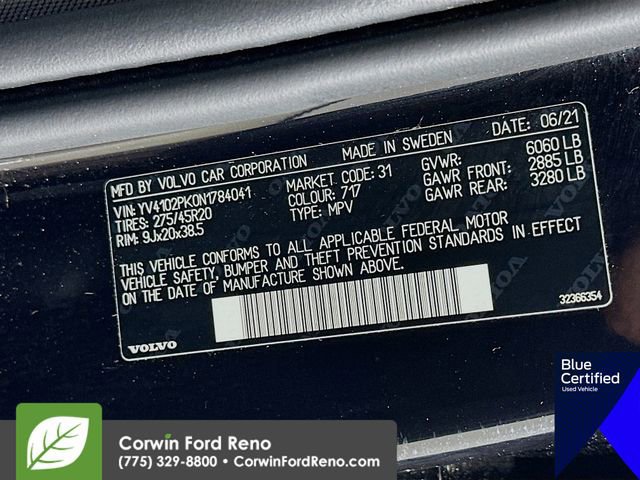 MFD BY VOLVO CAR CORPORATION MADE IN SWEDEN DATE: 06/21
VIN: YV4102PK0N1784041 MARKET CODE: 31 GVWR: 6060 LB
TIRES: 275/45R20 COLOUR: 717 GAWR FRONT: 2885 LB
RIM: 9Jx20x38.5 TYPE: MPV GAWR REAR: 3280 LB
THIS VEHICLE CONFORMS TO ALL APPLICABLE FEDERAL MOTOR
VEHICLE SAFETY, BUMPER AND THEFT PREVENTION STANDARDS IN EFFECT
ON THE DATE OF MANUFACTURE SHOWN ABOVE.
VOLVO
32366354
Blue
Certified
Used Vehicle
Corwin Ford Reno
(775) 329-8800 • CorwinFordReno.com